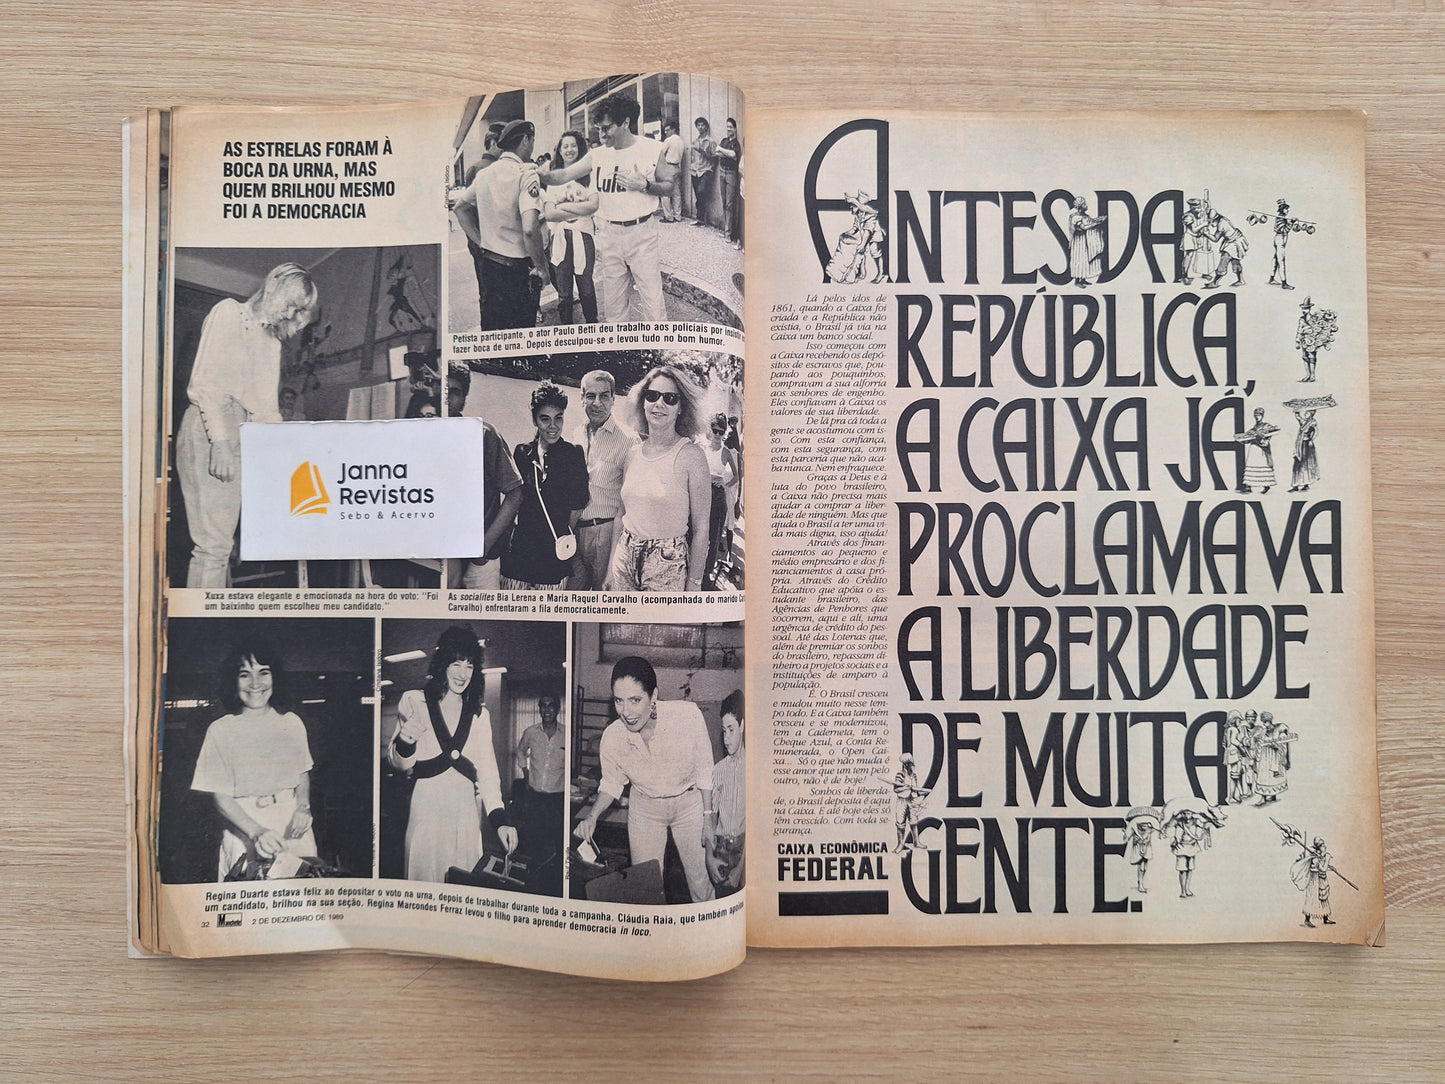 AS ESTRELAS FORAM À
BOCA DA URNA, MAS
QUEM BRILHOU MESMO
FOI A DEMOCRACIA
Lula
Petista participante, o ator Paulo Betti deu trabalho aos policiais por insistir
fazer boca de urna. Depois desculpou-se e levou tudo no bom humor.
Janna
Revistas
Sebo & Acervo
Xuxa estava elegante e emocionada na hora do voto: "Foi
um baixinho quem escolheu meu candidato."
As socialites Bia Lerena e Maria Raquel Carvalho (acompanhada do marido
Carvalho) enfrentaram a fila democraticamente.
Regina Duarte estava feliz ao depositar o voto na urna, depois de trabalhar durante toda a campanha. Cláudia Raia, que também
um candidato, brilhou na sua seção. Regina Marcondes Ferraz levou o filho para aprender democracia in loco.
32 Manchete 2 DE DEZEMBRO DE 1989
ANTES DA
REPÚBLICA,
A CAIXA JÁ
PROCLAMAVA
A LIBERDADE
DE MUITA
GENTE.
Lá pelos idos de
1861, quando a Caixa foi
criada e a República não
existia, o Brasil já via na
Caixa um banco social.
Isso começou com
a Caixa recebendo os depó-
sitos de escravos que, pou-
pando aos pouquinhos,
compravam a sua alforria
aos senhores de engenho.
Eles confiavam à Caixa os
valores de sua liberdade.
De lá pra cá toda a
gente se acostumou com is-
so. Com esta confiança,
com esta segurança, com
esta parceria que não aca-
ba nunca. Nem enfraquece.
Graças a Deus e à
luta do povo brasileiro,
a Caixa não precisa mais
ajudar a comprar a liber-
dade de ninguém. Mas que
ajuda o Brasil a ter uma vi-
da mais digna, isso ajuda!
Através dos finan-
ciamentos ao pequeno e
médio empresário e dos fi-
nanciamentos à casa pró-
pria. Através do Crédito
Educativo que apóia o es-
tudante brasileiro, das
Agências de Penhores que
socorrem, aqui e ali, uma
urgência de crédito do pes-
soal. Até das Loterias que,
além de premiar os sonhos
do brasileiro, repassam di-
nheiro a projetos sociais e a
instituições de amparo à
população.
É. O Brasil cresceu
e mudou muito nesse tem-
po todo. E a Caixa também
cresceu e se modernizou,
tem a Caderneta, tem o
Cheque Azul, a Conta Re-
munerada, o Open Cai-
xa... Só o que não muda é
esse amor que um tem pelo
outro, não é de hoje!
Sonhos de liberda-
de, o Brasil deposita é aqui
na Caixa. E até hoje eles só
têm crescido. Com toda se-
gurança.
CAIXA ECONÔMICA
FEDERAL